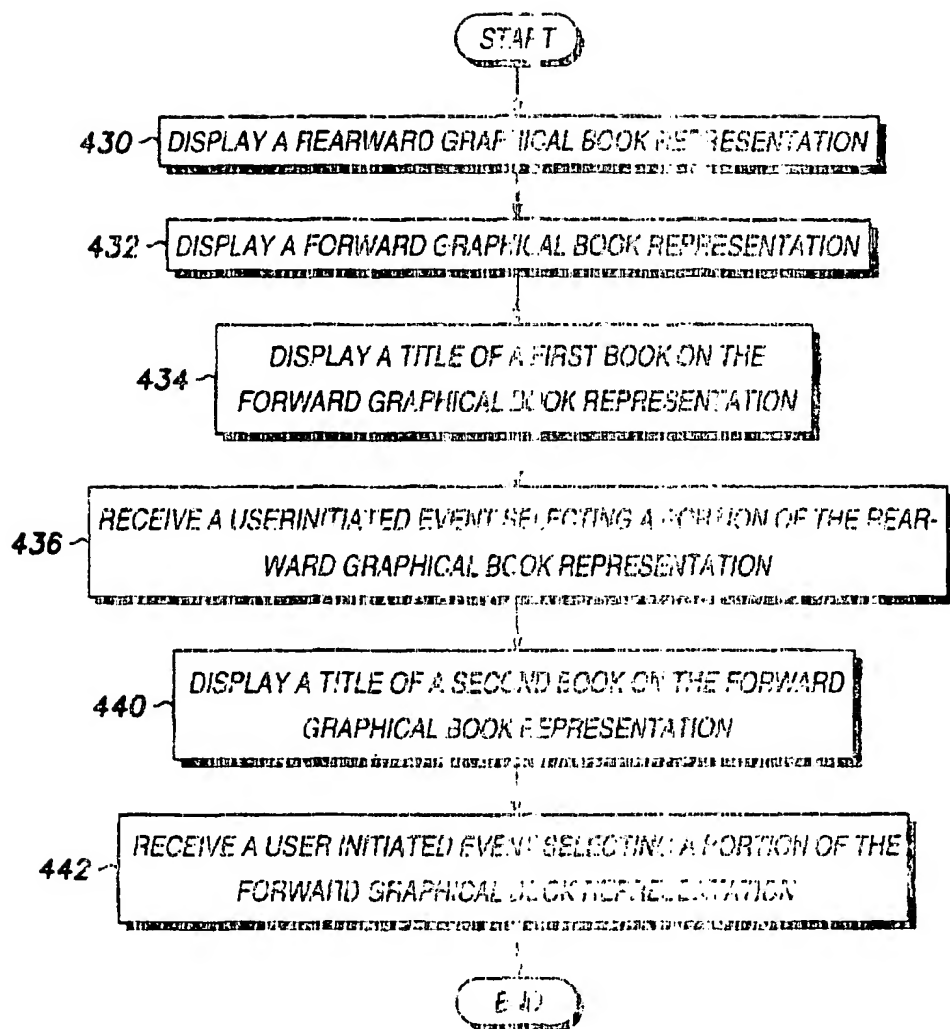 START
430 DISPLAY A REARWARD GRAPHICAL BOOK REPRESENTATION
432 DISPLAY A FORWARD GRAPHICAL BOOK REPRESENTATION
434 DISPLAY A TITLE OF A FIRST BOOK ON THE
FORWARD GRAPHICAL BOOK REPRESENTATION
436 RECEIVE A USERINITIATED EVENT SELECTING A PORTION OF THE REAR-
WARD GRAPHICAL BOOK REPRESENTATION
440 DISPLAY A TITLE OF A SECOND BOOK ON THE FORWARD
GRAPHICAL BOOK REPRESENTATION
442 RECEIVE A USER INITIATED EVENT SELECTING A PORTION OF THE
FORWARD GRAPHICAL BOOK REPRESENTATION
END